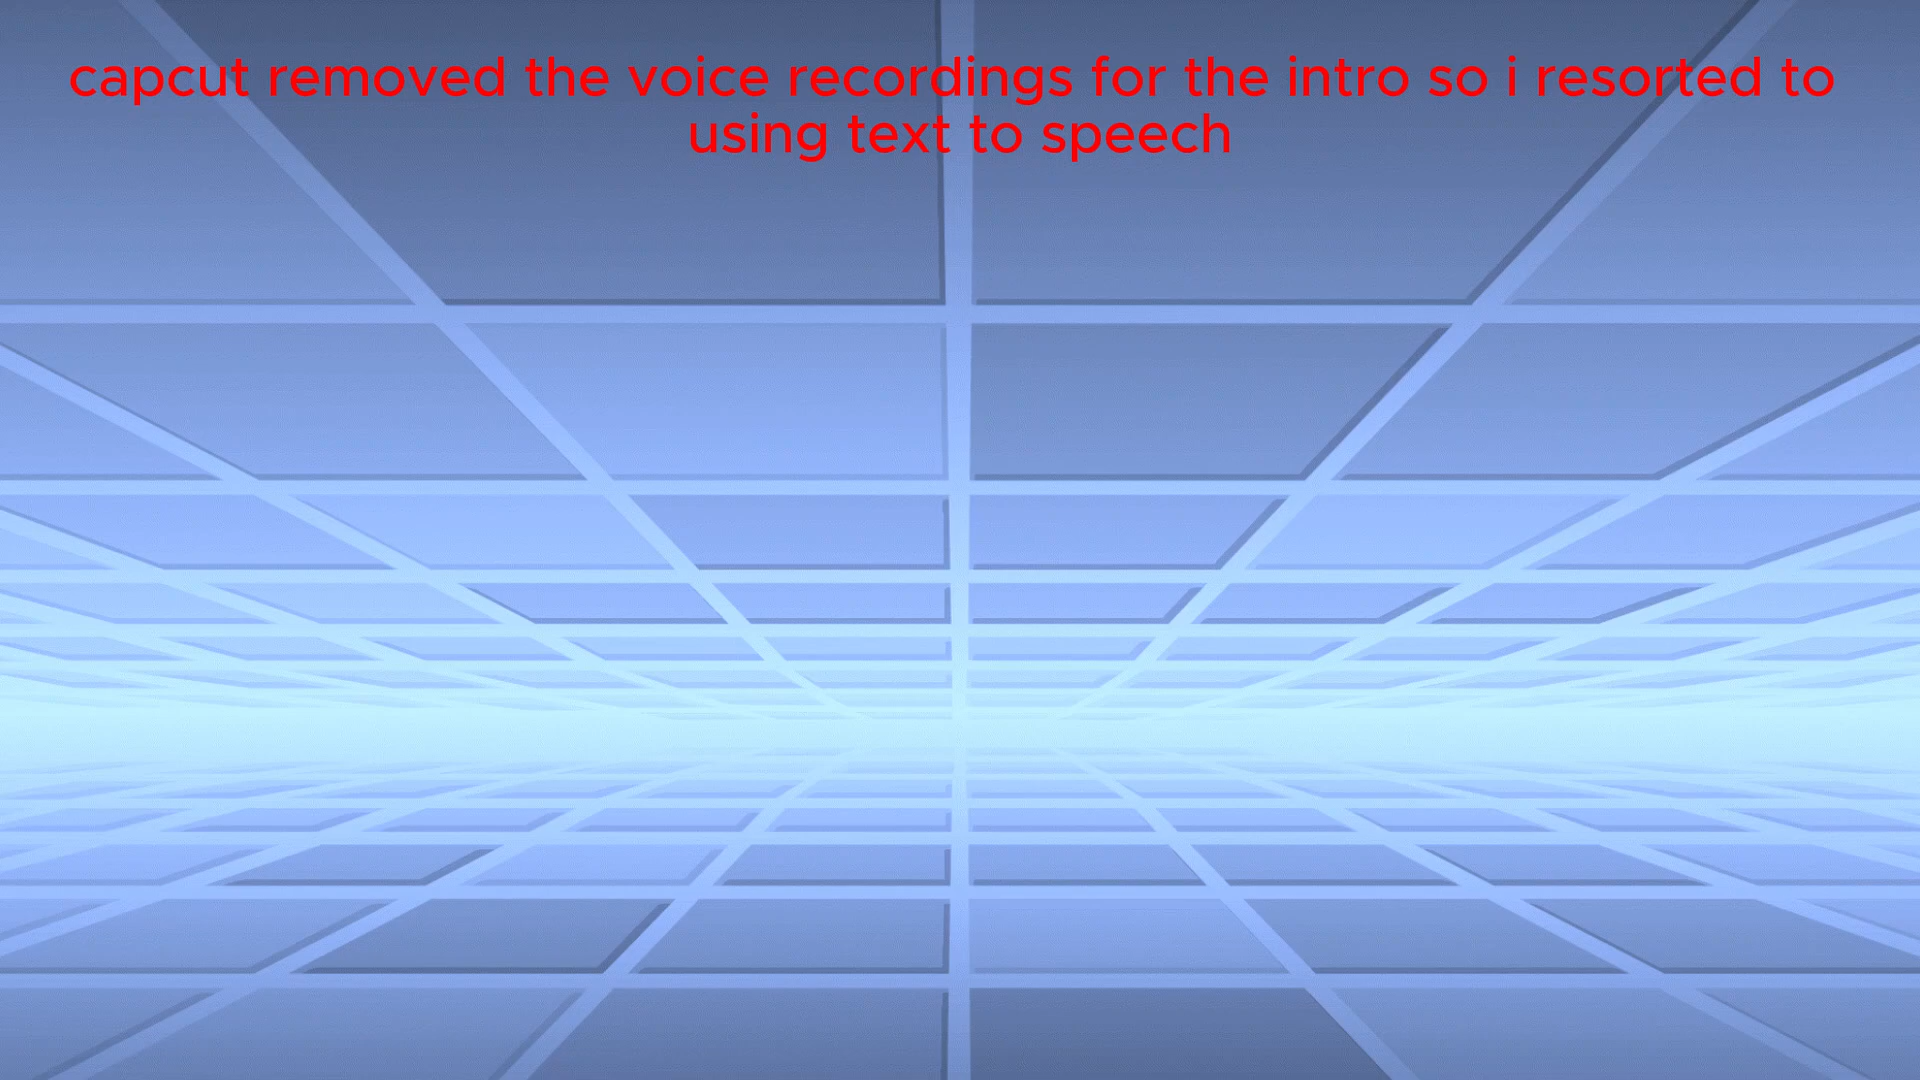 capcut removed the voice recordings for the intro so i resorted to
using text to speech